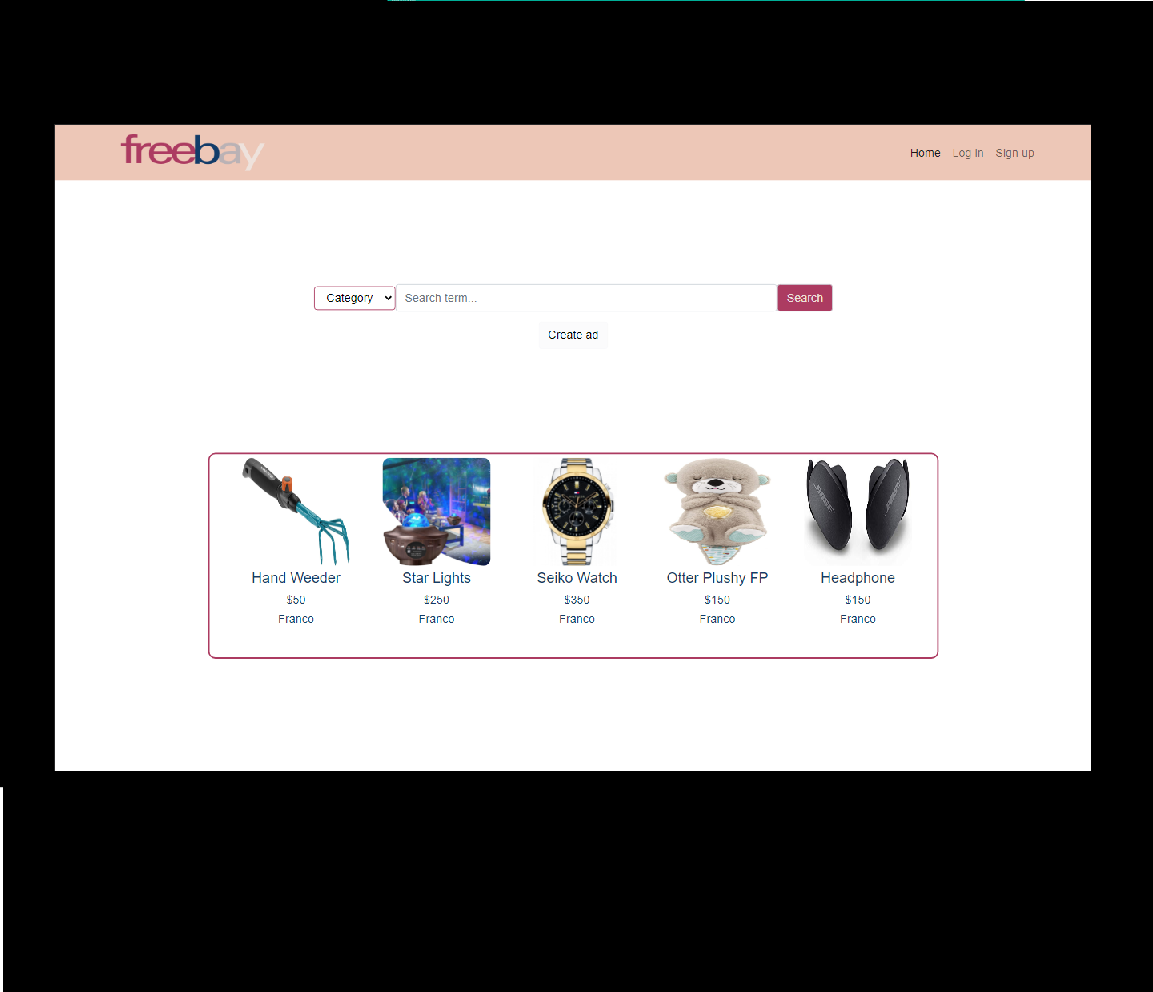 freebay
Home Log in Sign up
Category Search term... Search
Create ad
Hand Weeder Star Lights Seiko Watch Otter Plushy FP Headphone
$50 $250 $350 $150 $150
Franco Franco Franco Franco Franco